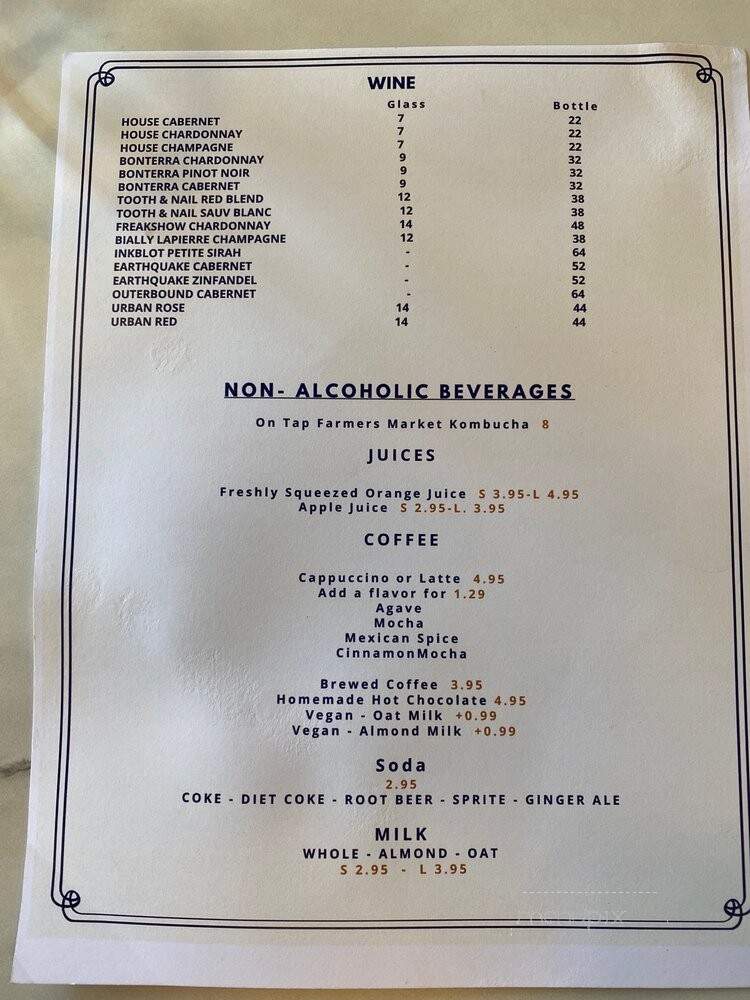 WINE
Glass Bottle
HOUSE CABERNET 7 22
HOUSE CHARDONNAY 7 22
HOUSE CHAMPAGNE 7 22
BONTERRA CHARDONNAY 9 32
BONTERRA PINOT NOIR 9 32
BONTERRA CABERNET 9 32
TOOTH & NAIL RED BLEND 12 38
TOOTH & NAIL SAUV BLANC 12 38
FREAKSHOW CHARDONNAY 14 48
BIALLY LAPIERRE CHAMPAGNE 12 38
INKBLOT PETITE SIRAH - 64
EARTHQUAKE CABERNET - 52
EARTHQUAKE ZINFANDEL - 52
OUTERBOUND CABERNET - 64
URBAN ROSE 14 44
URBAN RED 14 44
NON- ALCOHOLIC BEVERAGES
On Tap Farmers Market Kombucha 8
JUICES
Freshly Squeezed Orange Juice S 3.95-L 4.95
Apple Juice S 2.95-L. 3.95
COFFEE
Cappuccino or Latte 4.95
Add a flavor for 1.29
Agave
Mocha
Mexican Spice
CinnamonMocha
Brewed Coffee 3.95
Homemade Hot Chocolate 4.95
Vegan - Oat Milk +0.99
Vegan - Almond Milk +0.99
Soda
2.95
COKE - DIET COKE - ROOT BEER - SPRITE - GINGER ALE
MILK
WHOLE - ALMOND - OAT
S 2.95 - L 3.95